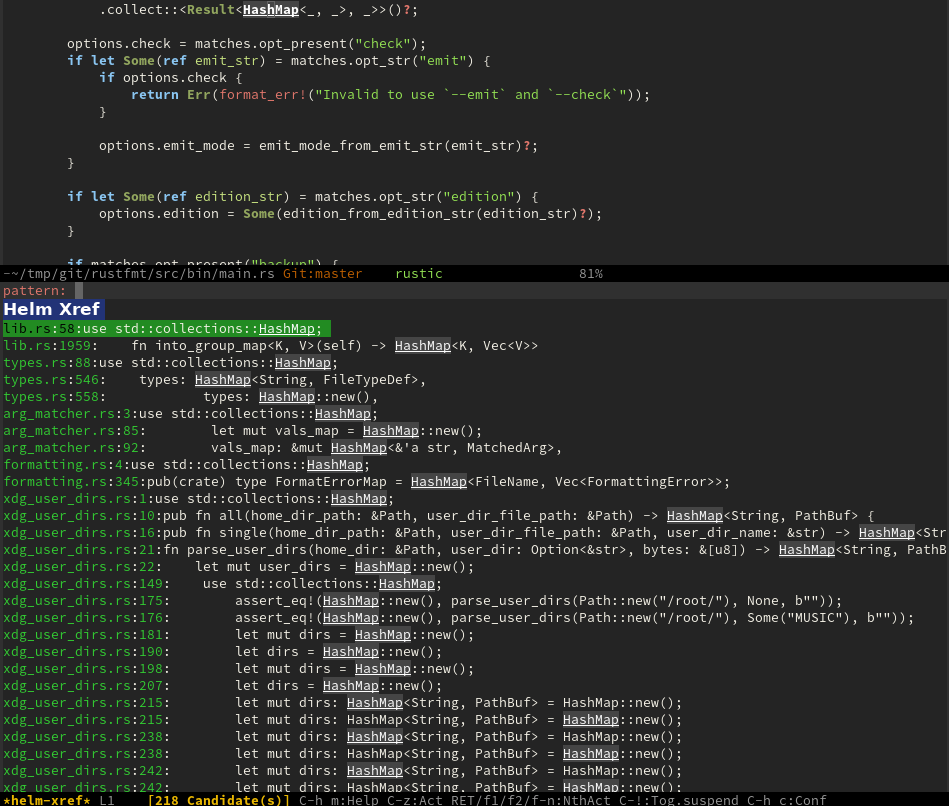 .collect::<Result<HashMap<_, _>, _>>()?;
        options.check = matches.opt_present("check");
        if let Some(ref emit_str) = matches.opt_str("emit") {
            if options.check {
                return Err(format_err!("Invalid to use `--emit` and `--check`"));
            }
            options.emit_mode = emit_mode_from_emit_str(emit_str)?;
        }
        if let Some(ref edition_str) = matches.opt_str("edition") {
            options.edition = Some(edition_from_edition_str(edition_str)?);
        }
        if matches.opt_present("backup") {
-~/tmp/git/rustfmt/src/bin/main.rs Git:master    rustic                 81%
pattern:
Helm Xref
lib.rs:58:use std::collections::HashMap;
lib.rs:1959:    fn into_group_map<K, V>(self) -> HashMap<K, Vec<V>>
types.rs:88:use std::collections::HashMap;
types.rs:546:    types: HashMap<String, FileTypeDef>,
types.rs:558:            types: HashMap::new(),
arg_matcher.rs:3:use std::collections::HashMap;
arg_matcher.rs:85:        let mut vals_map = HashMap::new();
arg_matcher.rs:92:        vals_map: &mut HashMap<&'a str, MatchedArg>,
formatting.rs:4:use std::collections::HashMap;
formatting.rs:345:pub(crate) type FormatErrorMap = HashMap<FileName, Vec<FormattingError>>;
xdg_user_dirs.rs:1:use std::collections::HashMap;
xdg_user_dirs.rs:10:pub fn all(home_dir_path: &Path, user_dir_file_path: &Path) -> HashMap<String, PathBuf> {
xdg_user_dirs.rs:16:pub fn single(home_dir_path: &Path, user_dir_file_path: &Path, user_dir_name: &str) -> HashMap<Str
xdg_user_dirs.rs:21:fn parse_user_dirs(home_dir: &Path, user_dir: Option<&str>, bytes: &[u8]) -> HashMap<String, PathB
xdg_user_dirs.rs:22:    let mut user_dirs = HashMap::new();
xdg_user_dirs.rs:149:    use std::collections::HashMap;
xdg_user_dirs.rs:175:        assert_eq!(HashMap::new(), parse_user_dirs(Path::new("/root/"), None, b""));
xdg_user_dirs.rs:176:        assert_eq!(HashMap::new(), parse_user_dirs(Path::new("/root/"), Some("MUSIC"), b""));
xdg_user_dirs.rs:181:        let mut dirs = HashMap::new();
xdg_user_dirs.rs:190:        let dirs = HashMap::new();
xdg_user_dirs.rs:198:        let mut dirs = HashMap::new();
xdg_user_dirs.rs:207:        let dirs = HashMap::new();
xdg_user_dirs.rs:215:        let mut dirs: HashMap<String, PathBuf> = HashMap::new();
xdg_user_dirs.rs:215:        let mut dirs: HashMap<String, PathBuf> = HashMap::new();
xdg_user_dirs.rs:238:        let mut dirs: HashMap<String, PathBuf> = HashMap::new();
xdg_user_dirs.rs:238:        let mut dirs: HashMap<String, PathBuf> = HashMap::new();
xdg_user_dirs.rs:242:        let mut dirs: HashMap<String, PathBuf> = HashMap::new();
xdg_user_dirs.rs:242:        let mut dirs: HashMap<String, PathBuf> = HashMap::new();
*helm-xref* L1    [218 Candidate(s)] C-h m:Help C-z:Act RET/f1/f2/f-n:NthAct C-!:Tog.suspend C-h c:Conf